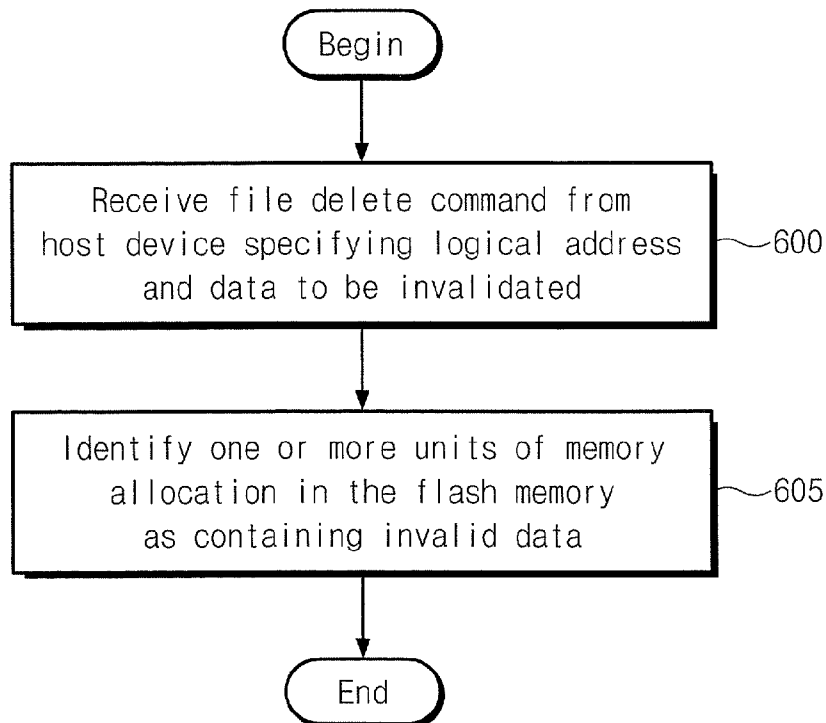 Begin
Receive file delete command from
host device specifying logical address
and data to be invalidated
600
Identify one or more units of memory
allocation in the flash memory
as containing invalid data
605
End